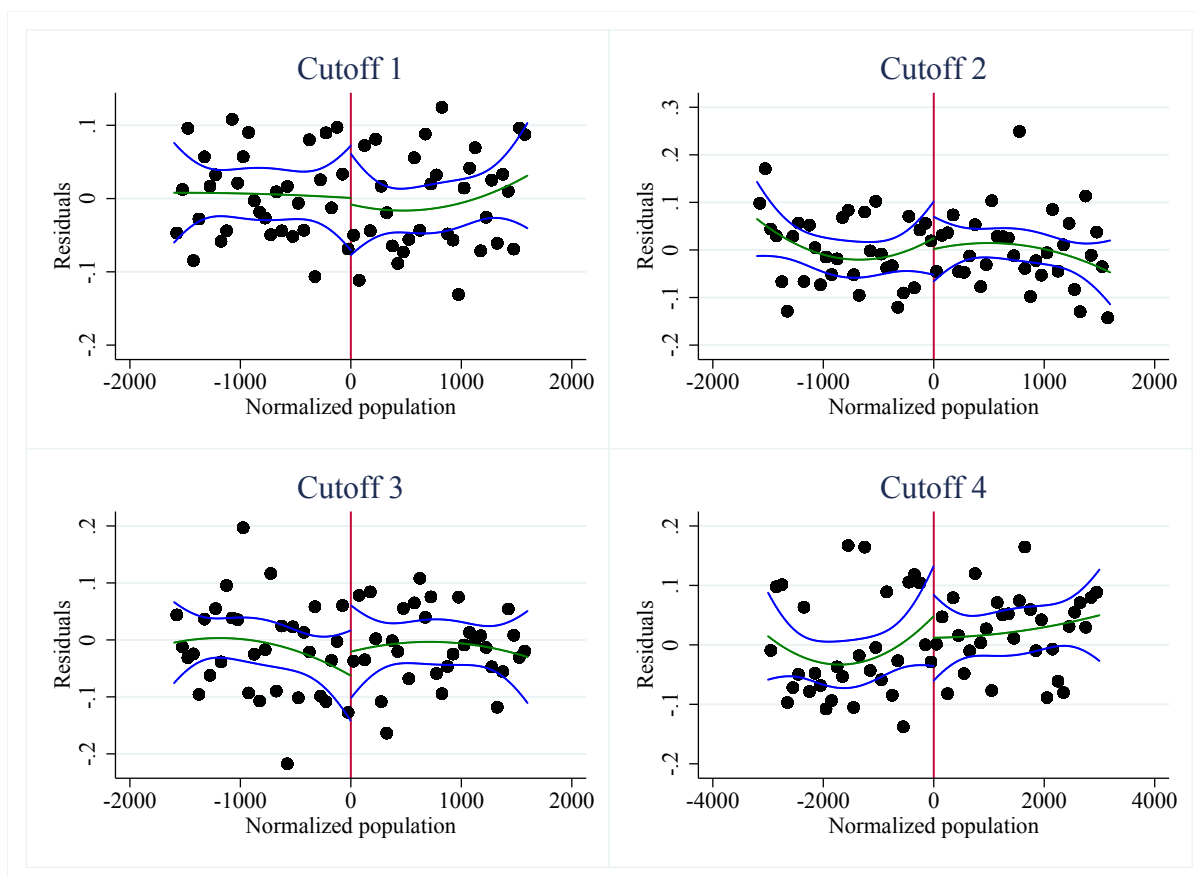 Cutoff 1
.1
0
-.1
-.2
Residuals
-2000 -1000 0 1000 2000
Normalized population
Cutoff 2
.3
.2
.1
0
-.1
-.2
Residuals
-2000 -1000 0 1000 2000
Normalized population
Cutoff 3
.2
.1
0
-.1
-.2
Residuals
-2000 -1000 0 1000 2000
Normalized population
Cutoff 4
.2
.1
0
-.1
-.2
Residuals
-4000 -2000 0 2000 4000
Normalized population